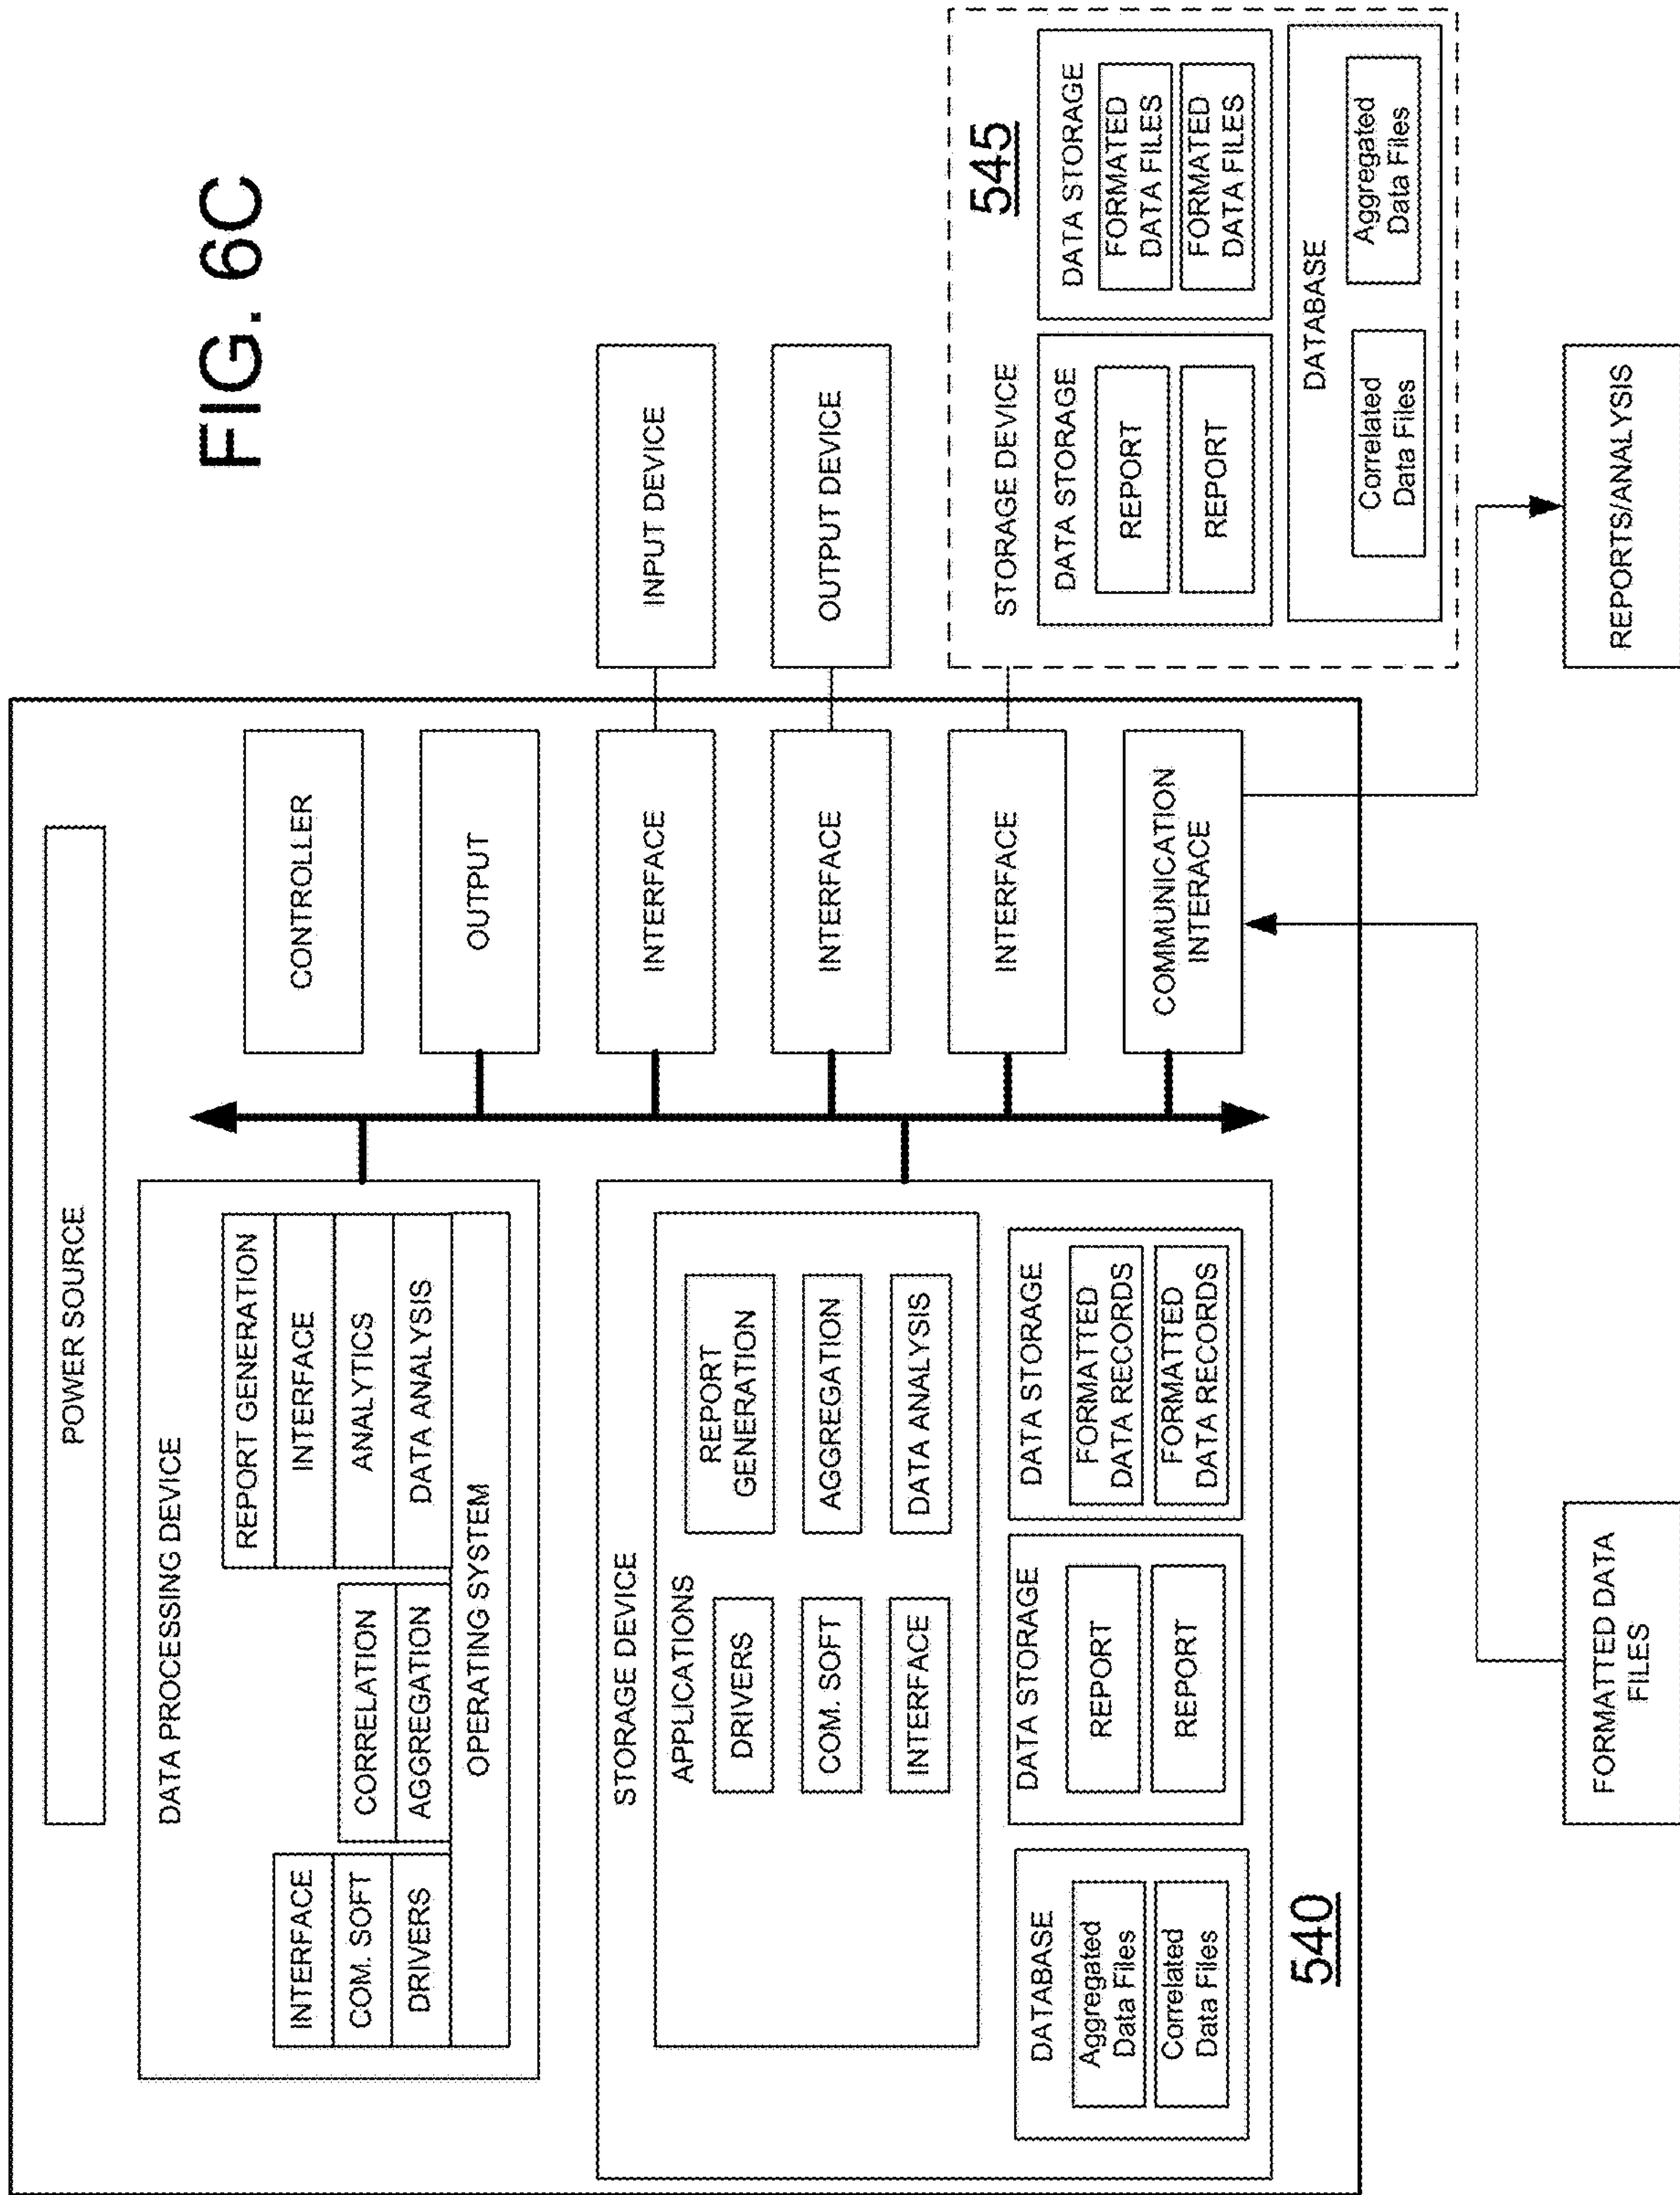 FIG. 6C
POWER SOURCE
DATA PROCESSING DEVICE
INTERFACE
COM. SOFT
DRIVERS
CORRELATION
AGGREGATION
REPORT GENERATION
INTERFACE
ANALYTICS
DATA ANALYSIS
OPERATING SYSTEM
STORAGE DEVICE
APPLICATIONS
DRIVERS
COM. SOFT
INTERFACE
REPORT
GENERATION
AGGREGATION
DATA ANALYSIS
DATABASE
Aggregated
Data Files
Correlated
Data Files
DATA STORAGE
REPORT
REPORT
DATA STORAGE
FORMATTED
DATA RECORDS
FORMATTED
DATA RECORDS
540
CONTROLLER
OUTPUT
INTERFACE
INTERFACE
INTERFACE
COMMUNICATION
INTERACE
INPUT DEVICE
OUTPUT DEVICE
STORAGE DEVICE
545
DATA STORAGE
REPORT
REPORT
DATA STORAGE
FORMATED
DATA FILES
FORMATED
DATA FILES
DATABASE
Correlated
Data Files
Aggregated
Data Files
FORMATTED DATA
FILES
REPORTS/ANALYSIS